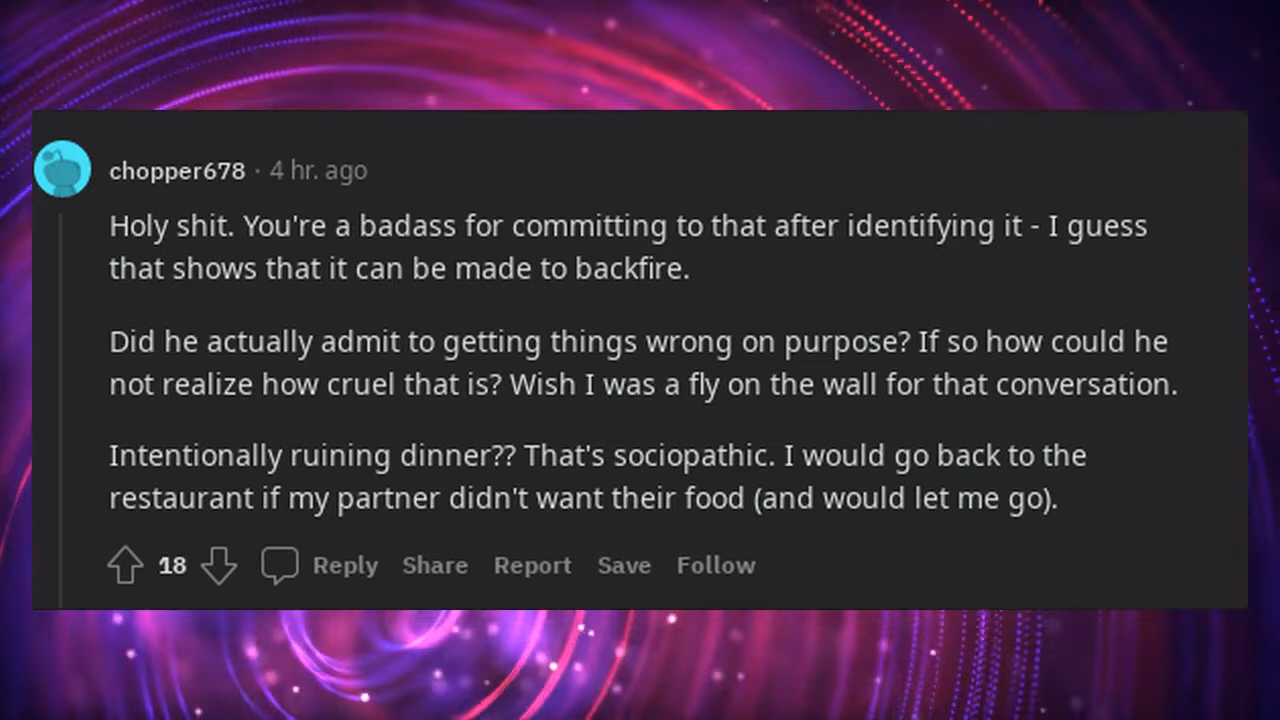 chopper678 · 4 hr. ago
Holy shit. You're a badass for committing to that after identifying it - I guess
that shows that it can be made to backfire.
Did he actually admit to getting things wrong on purpose? If so how could he
not realize how cruel that is? Wish I was a fly on the wall for that conversation.
Intentionally ruining dinner?? That's sociopathic. I would go back to the
restaurant if my partner didn't want their food (and would let me go).
18 Reply Share Report Save Follow